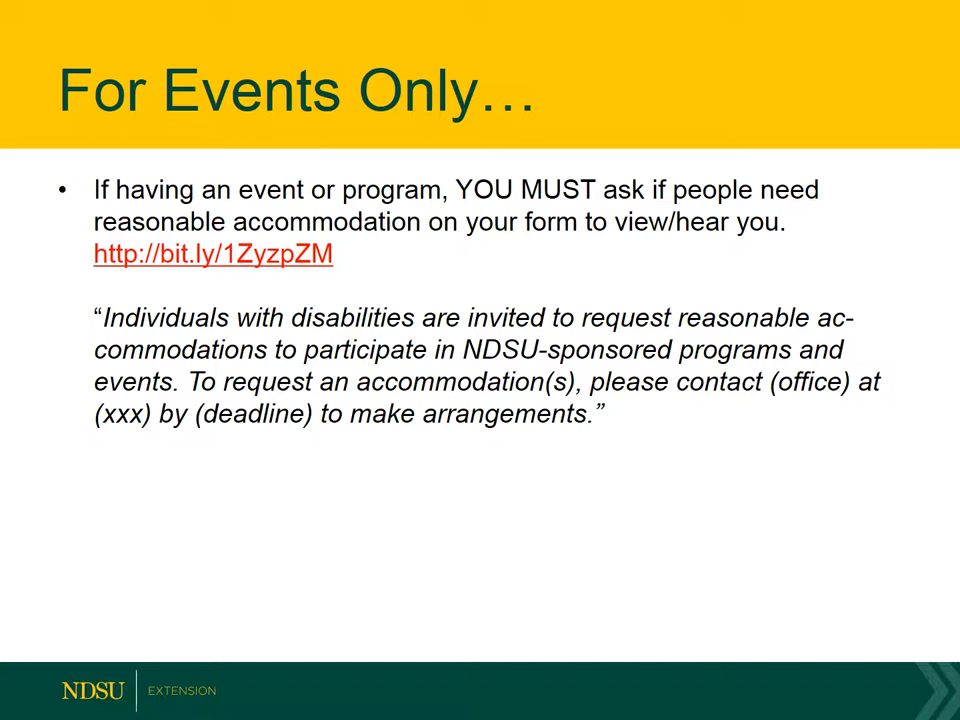 For Events Only…
• If having an event or program, YOU MUST ask if people need
reasonable accommodation on your form to view/hear you.
http://bit.ly/1ZyzpZM
“Individuals with disabilities are invited to request reasonable ac-
commodations to participate in NDSU-sponsored programs and
events. To request an accommodation(s), please contact (office) at
(xxx) by (deadline) to make arrangements.”
NDSU EXTENSION